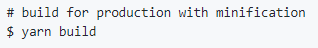 # build for production with minification
$ yarn build